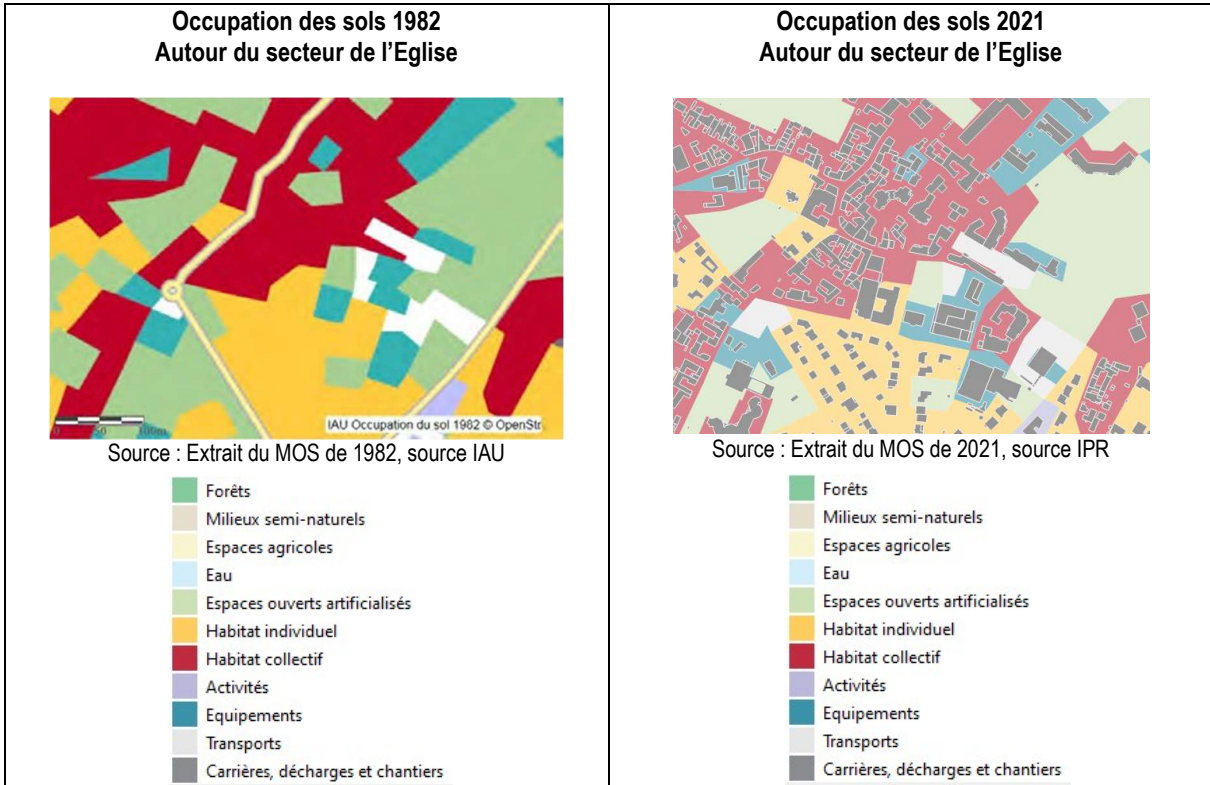 Occupation des sols 1982
Autour du secteur de l'Eglise
IAU Occupation du sol 1982 © OpenStr
Source : Extrait du MOS de 1982, source IAU
Forêts
Milieux semi-naturels
Espaces agricoles
Eau
Espaces ouverts artificialisés
Habitat individuel
Habitat collectif
Activités
Equipements
Transports
Carrières, décharges et chantiers
Occupation des sols 2021
Autour du secteur de l'Eglise
Source : Extrait du MOS de 2021, source IPR
Forêts
Milieux semi-naturels
Espaces agricoles
Eau
Espaces ouverts artificialisés
Habitat individuel
Habitat collectif
Activités
Equipements
Transports
Carrières, décharges et chantiers